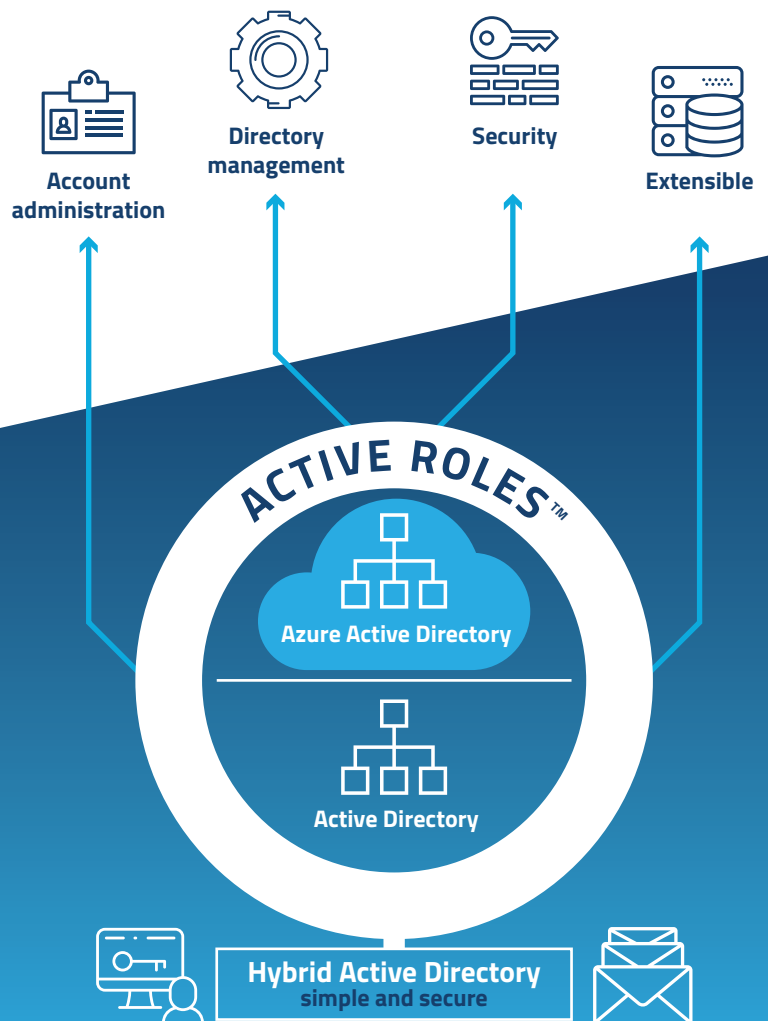 Directory
management
Security
Account
administration
Extensible
ACTIVE ROLES™
Azure Active Directory
Active Directory
Hybrid Active Directory
simple and secure